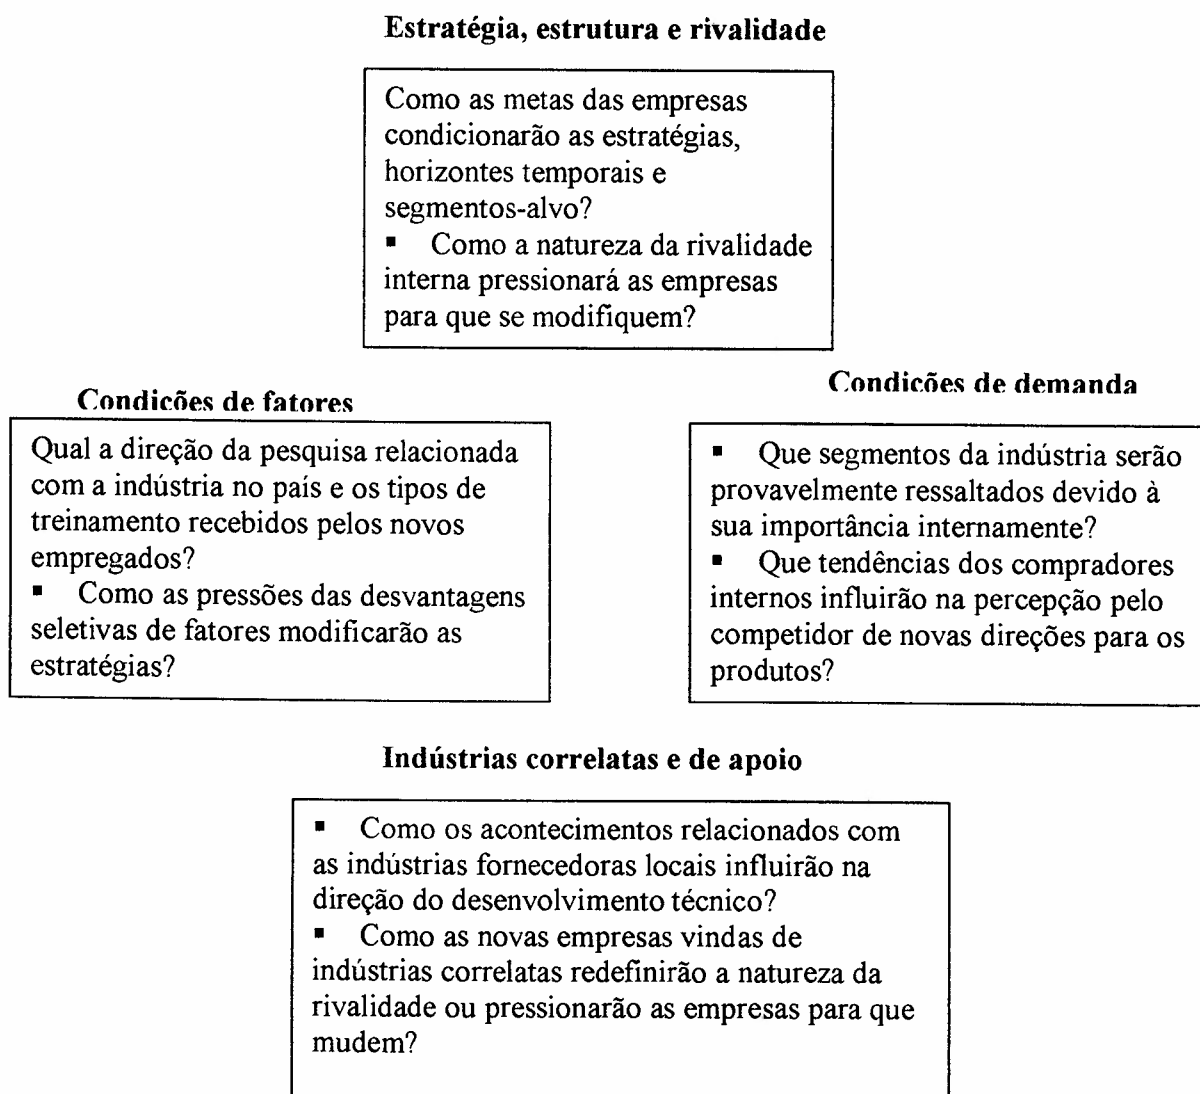 Estratégia, estrutura e rivalidade
Como as metas das empresas
condicionarão as estratégias,
horizontes temporais e
segmentos-alvo?
▪ Como a natureza da rivalidade
interna pressionará as empresas
para que se modifiquem?
Condições de fatores
Qual a direção da pesquisa relacionada
com a indústria no país e os tipos de
treinamento recebidos pelos novos
empregados?
▪ Como as pressões das desvantagens
seletivas de fatores modificarão as
estratégias?
Condições de demanda
▪ Que segmentos da indústria serão
provavelmente ressaltados devido à
sua importância internamente?
▪ Que tendências dos compradores
internos influirão na percepção pelo
competidor de novas direções para os
produtos?
Indústrias correlatas e de apoio
▪ Como os acontecimentos relacionados com
as indústrias fornecedoras locais influirão na
direção do desenvolvimento técnico?
▪ Como as novas empresas vindas de
indústrias correlatas redefinirão a natureza da
rivalidade ou pressionarão as empresas para que
mudem?